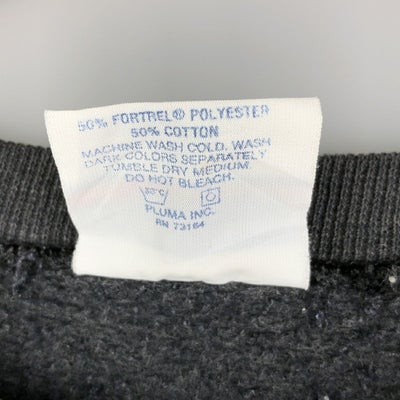 50% FORTREL® POLYESTER
50% COTTON
MACHINE WASH COLD, WASH
DARK COLORS SEPARATELY
TUMBLE DRY MEDIUM.
DO NOT BLEACH.
PLUMA INC.
RN 73164